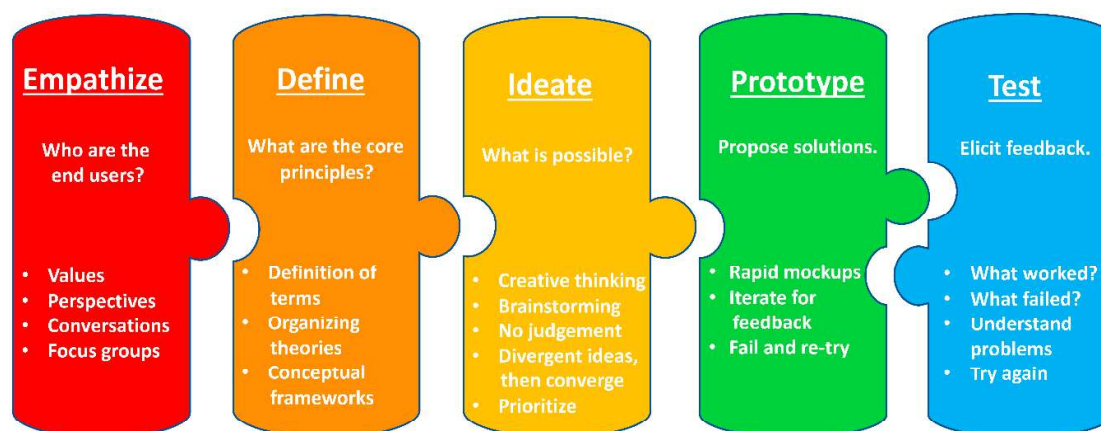 Empathize
Who are the
end users?
• Values
• Perspectives
• Conversations
• Focus groups
Define
What are the core
principles?
• Definition of
terms
• Organizing
theories
• Conceptual
frameworks
Ideate
What is possible?
• Creative thinking
• Brainstorming
• No judgement
• Divergent ideas,
then converge
• Prioritize
Prototype
Propose solutions.
• Rapid mockups
• Iterate for
feedback
• Fail and re-try
Test
Elicit feedback.
• What worked?
• What failed?
• Understand
problems
• Try again